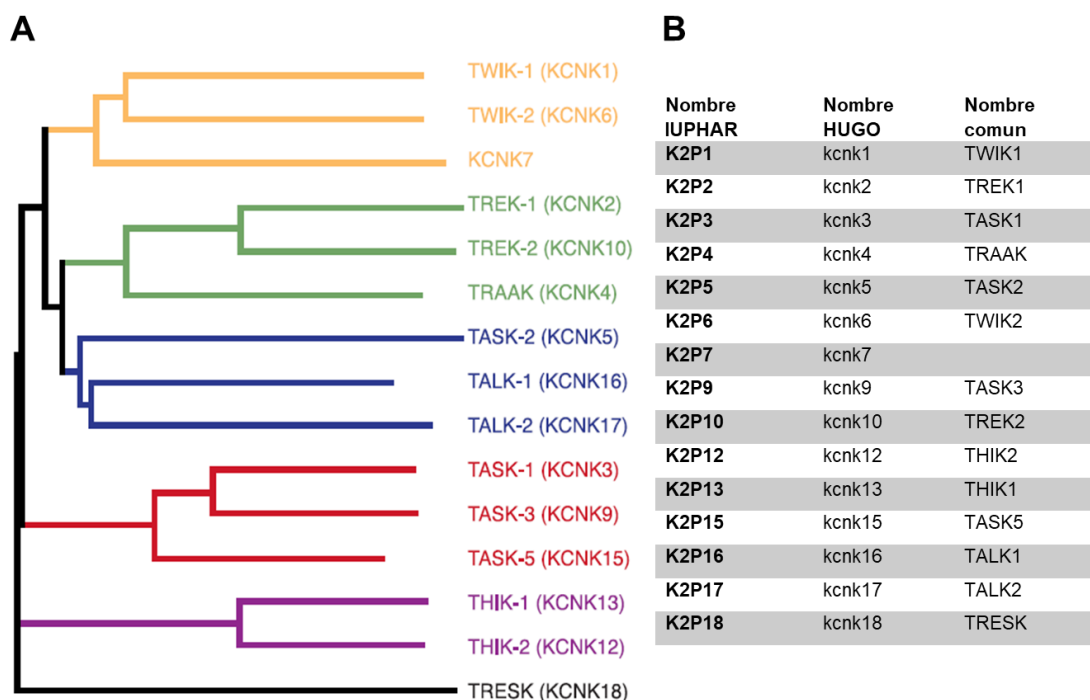 A
TWIK-1 (KCNK1)
TWIK-2 (KCNK6)
KCNK7
TREK-1 (KCNK2)
TREK-2 (KCNK10)
TRAAK (KCNK4)
TASK-2 (KCNK5)
TALK-1 (KCNK16)
TALK-2 (KCNK17)
TASK-1 (KCNK3)
TASK-3 (KCNK9)
TASK-5 (KCNK15)
THIK-1 (KCNK13)
THIK-2 (KCNK12)
TRESK (KCNK18)
B
Nombre Nombre Nombre
IUPHAR HUGO comun
K2P1 kcnk1 TWIK1
K2P2 kcnk2 TREK1
K2P3 kcnk3 TASK1
K2P4 kcnk4 TRAAK
K2P5 kcnk5 TASK2
K2P6 kcnk6 TWIK2
K2P7 kcnk7
K2P9 kcnk9 TASK3
K2P10 kcnk10 TREK2
K2P12 kcnk12 THIK2
K2P13 kcnk13 THIK1
K2P15 kcnk15 TASK5
K2P16 kcnk16 TALK1
K2P17 kcnk17 TALK2
K2P18 kcnk18 TRESK